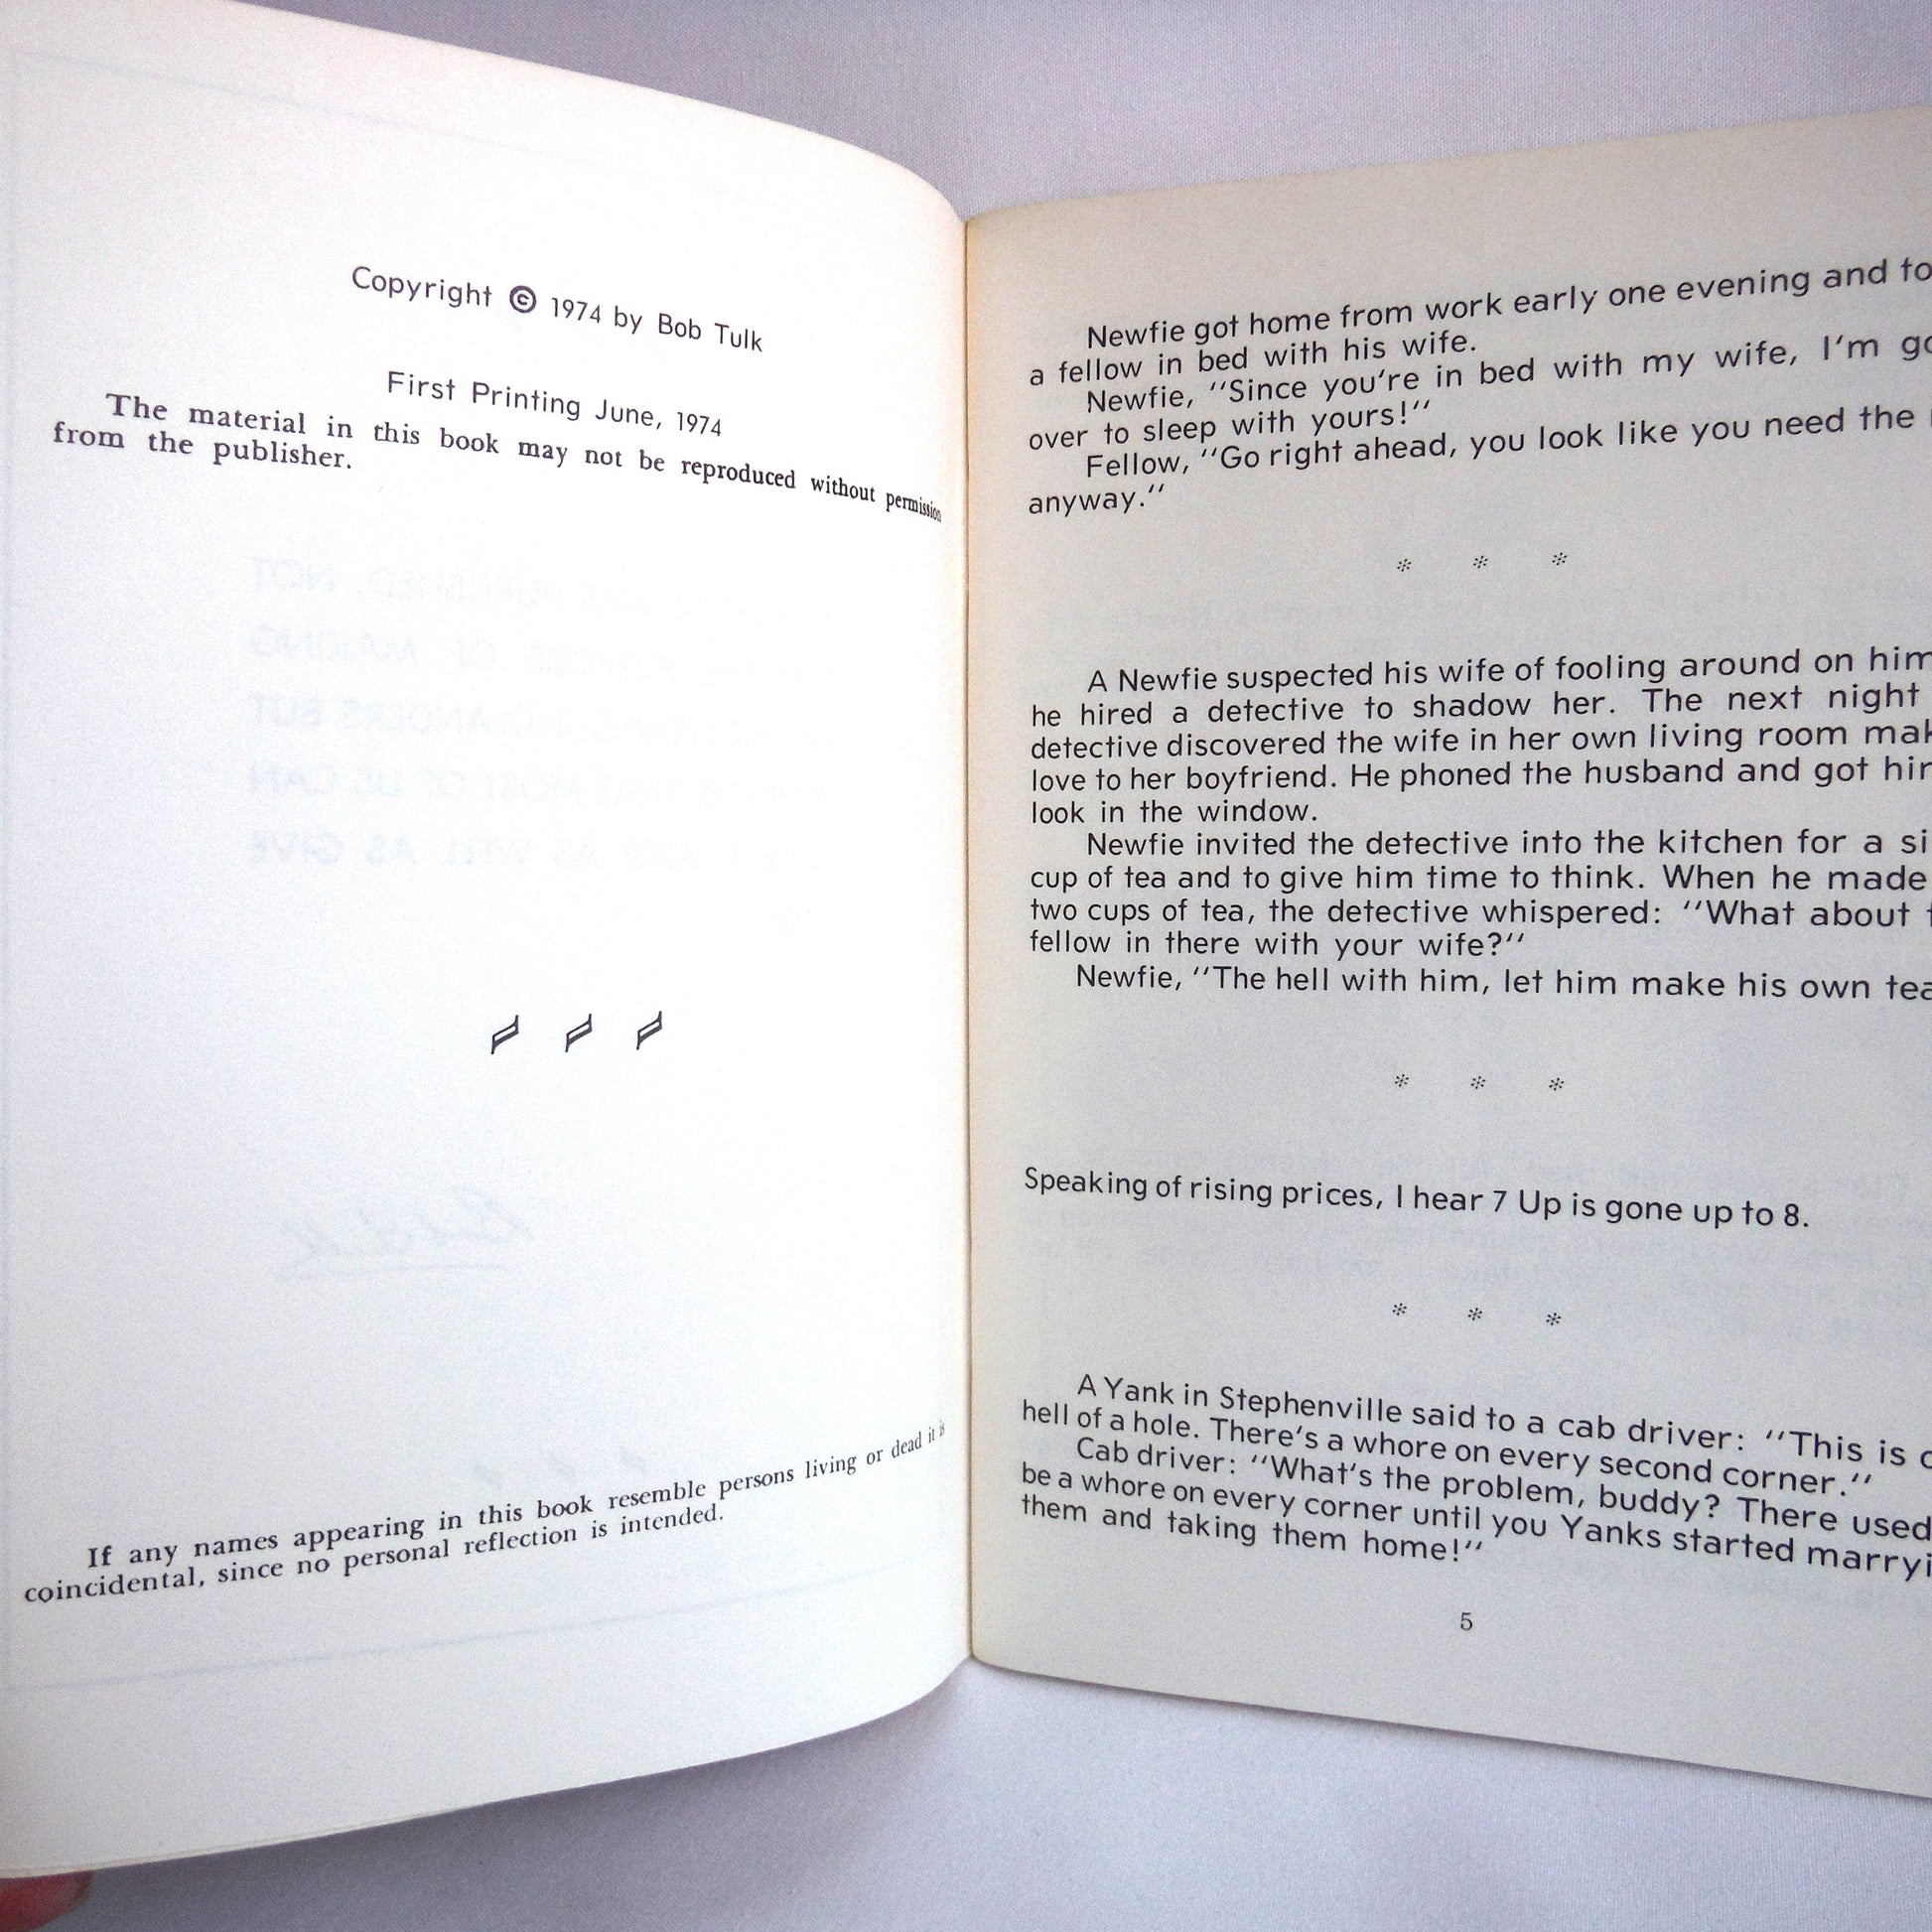 Copyright © 1974 by Bob Tulk
First Printing June, 1974
The material in this book may not be reproduced without permission
from the publisher.
If any names appearing in this book resemble persons living or dead it is
coincidental, since no personal reflection is intended.
Newfie got home from work early one evening and
a fellow in bed with his wife.
Newfie, "Since you're in bed with my wife, I'm
over to sleep with yours!"
Fellow, "Go right ahead, you look like you need the
anyway."
* * *
A Newfie suspected his wife of fooling around on him
he hired a detective to shadow her. The next night
detective discovered the wife in her own living room
love to her boyfriend. He phoned the husband and got
look in the window.
Newfie invited the detective into the kitchen for a
cup of tea and to give him time to think. When he made
two cups of tea, the detective whispered: "What about
fellow in there with your wife?"
Newfie, "The hell with him, let him make his own tea
* * *
Speaking of rising prices, I hear 7 Up is gone up to 8.
* * *
A Yank in Stephenville said to a cab driver: "This is
hell of a hole. There's a whore on every second corner."
Cab driver: "What's the problem, buddy? There used
be a whore on every corner until you Yanks started
them and taking them home!"
5